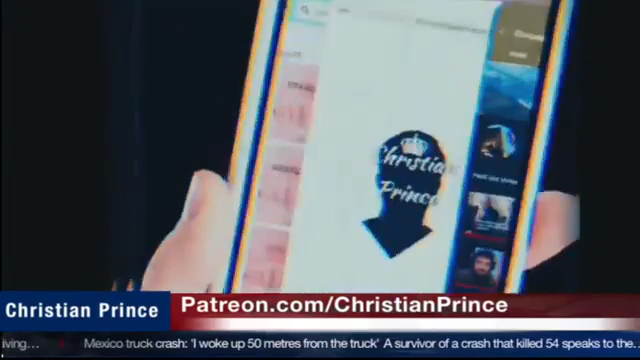 Christian
Prince
Christian Prince
Patreon.com/ChristianPrince
iving... Mexico truck crash: 'I woke up 50 metres from the truck' A survivor of a crash that killed 54 speaks to the...